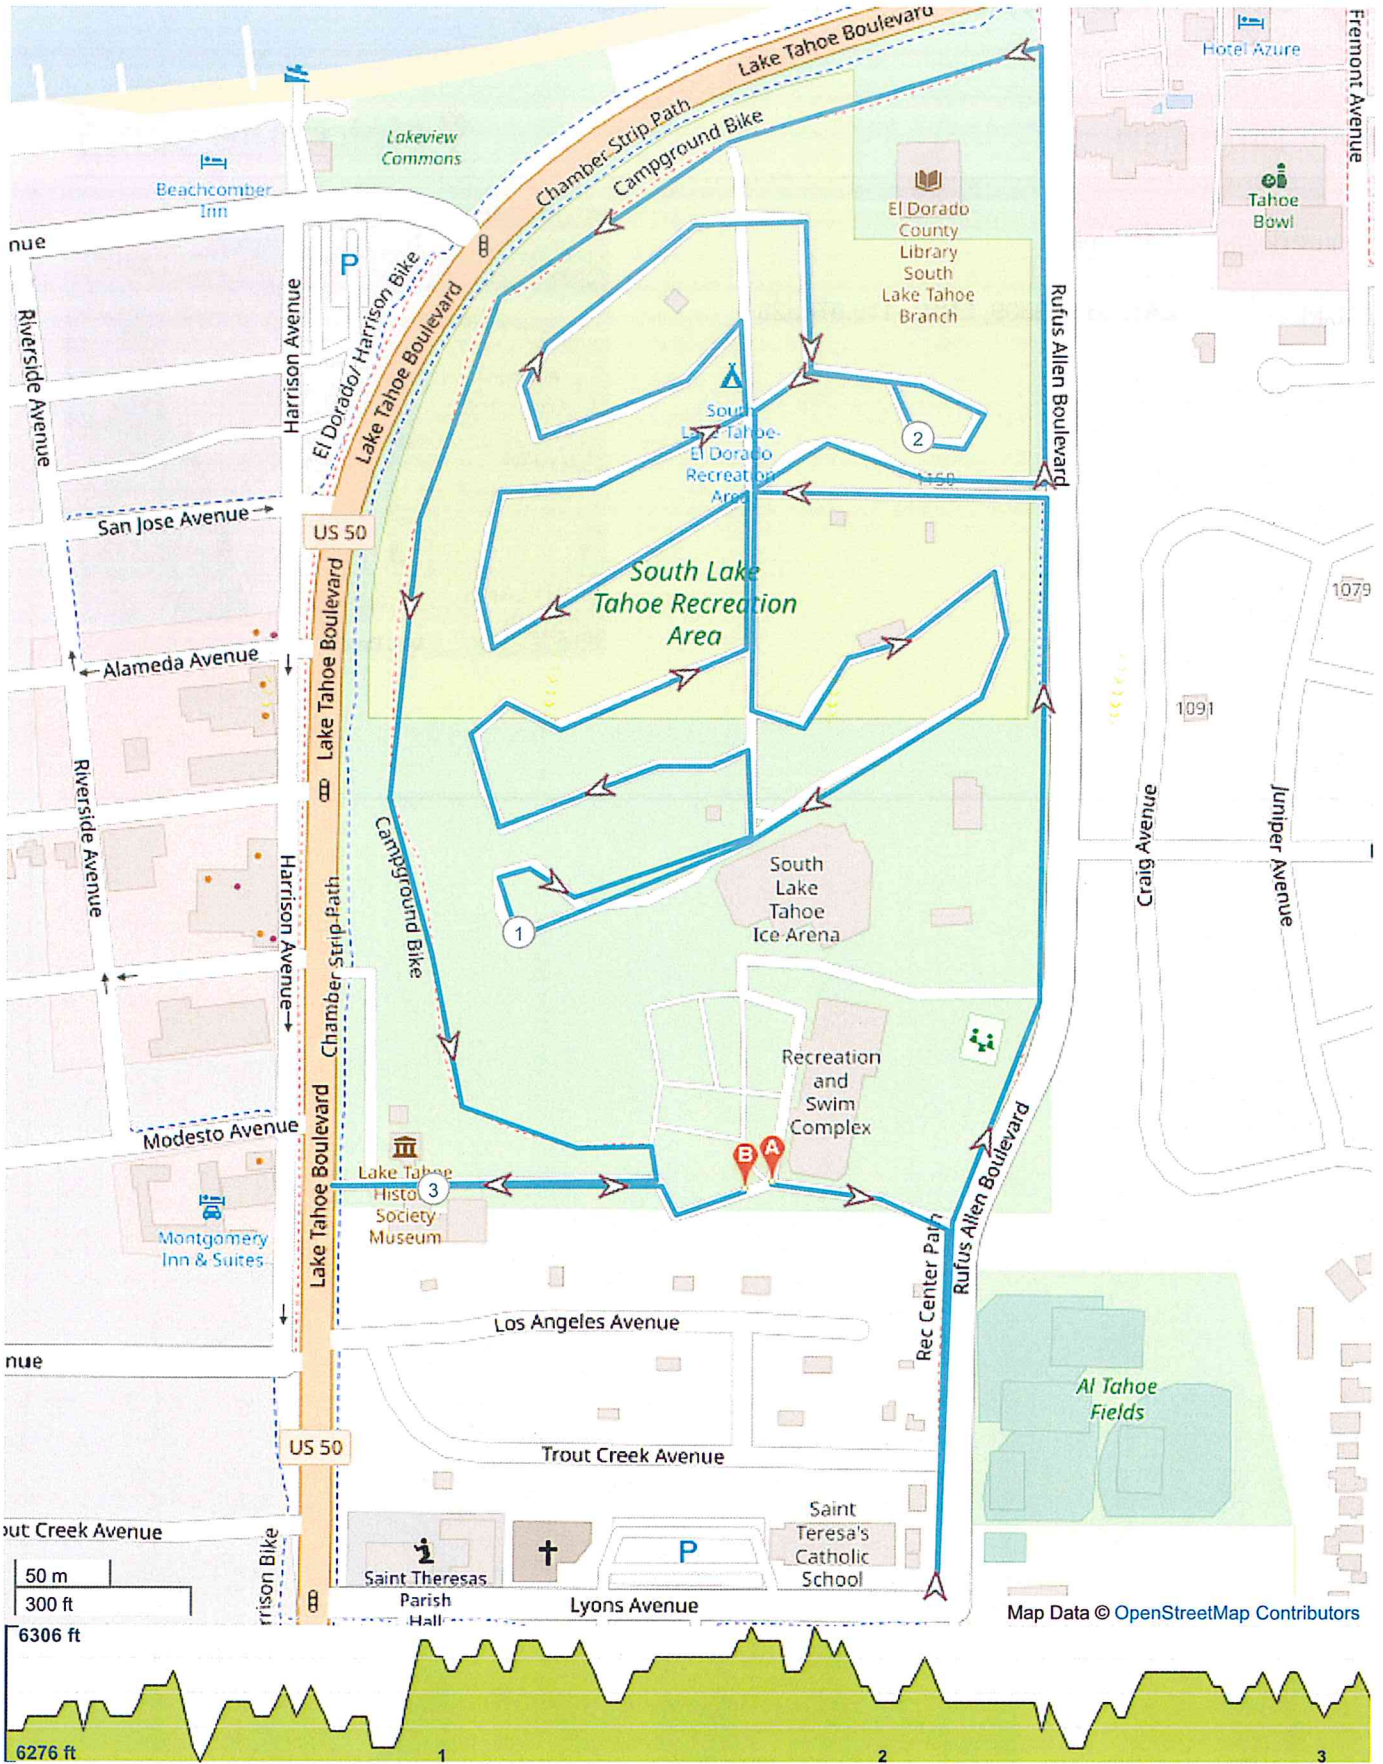 Lake Tahoe Boulevard
Hotel Azure
Fremont Avenue
Chamber Strip Path
Campground Bike
Lakeview
Commons
Beachcomber
Inn
El Dorado
County
Library
South
Lake Tahoe
Branch
Tahoe
Bowl
nue
P
Harrison Avenue
El Dorado/ Harrison Bike
Lake Tahoe Boulevard
Riverside Avenue
Rufus Allen Boulevard
South
Lake Tahoe-
El Dorado
Recreation
Area
2
1150
San Jose Avenue
US 50
South Lake
Tahoe Recreation
Area
1079
Lake Tahoe Boulevard
Alameda Avenue
1091
Riverside Avenue
Campground Bike
Craig Avenue
Juniper Avenue
Harrison Avenue
Chamber Strip Path
South
Lake
Tahoe
Ice Arena
1
Recreation
and
Swim
Complex
Lake Tahoe Boulevard
Modesto Avenue
Rufus Allen Boulevard
B
A
Lake Tahoe
Histo
Society
Museum
3
Montgomery
Inn & Suites
Rec Center Path
Los Angeles Avenue
nue
Al Tahoe
Fields
US 50
Trout Creek Avenue
out Creek Avenue
rrison Bike
Saint
Teresa's
Catholic
School
P
Saint Theresas
Parish
Hall
Lyons Avenue
50 m
300 ft
Map Data © OpenStreetMap Contributors
6306 ft
6276 ft
1
2
3